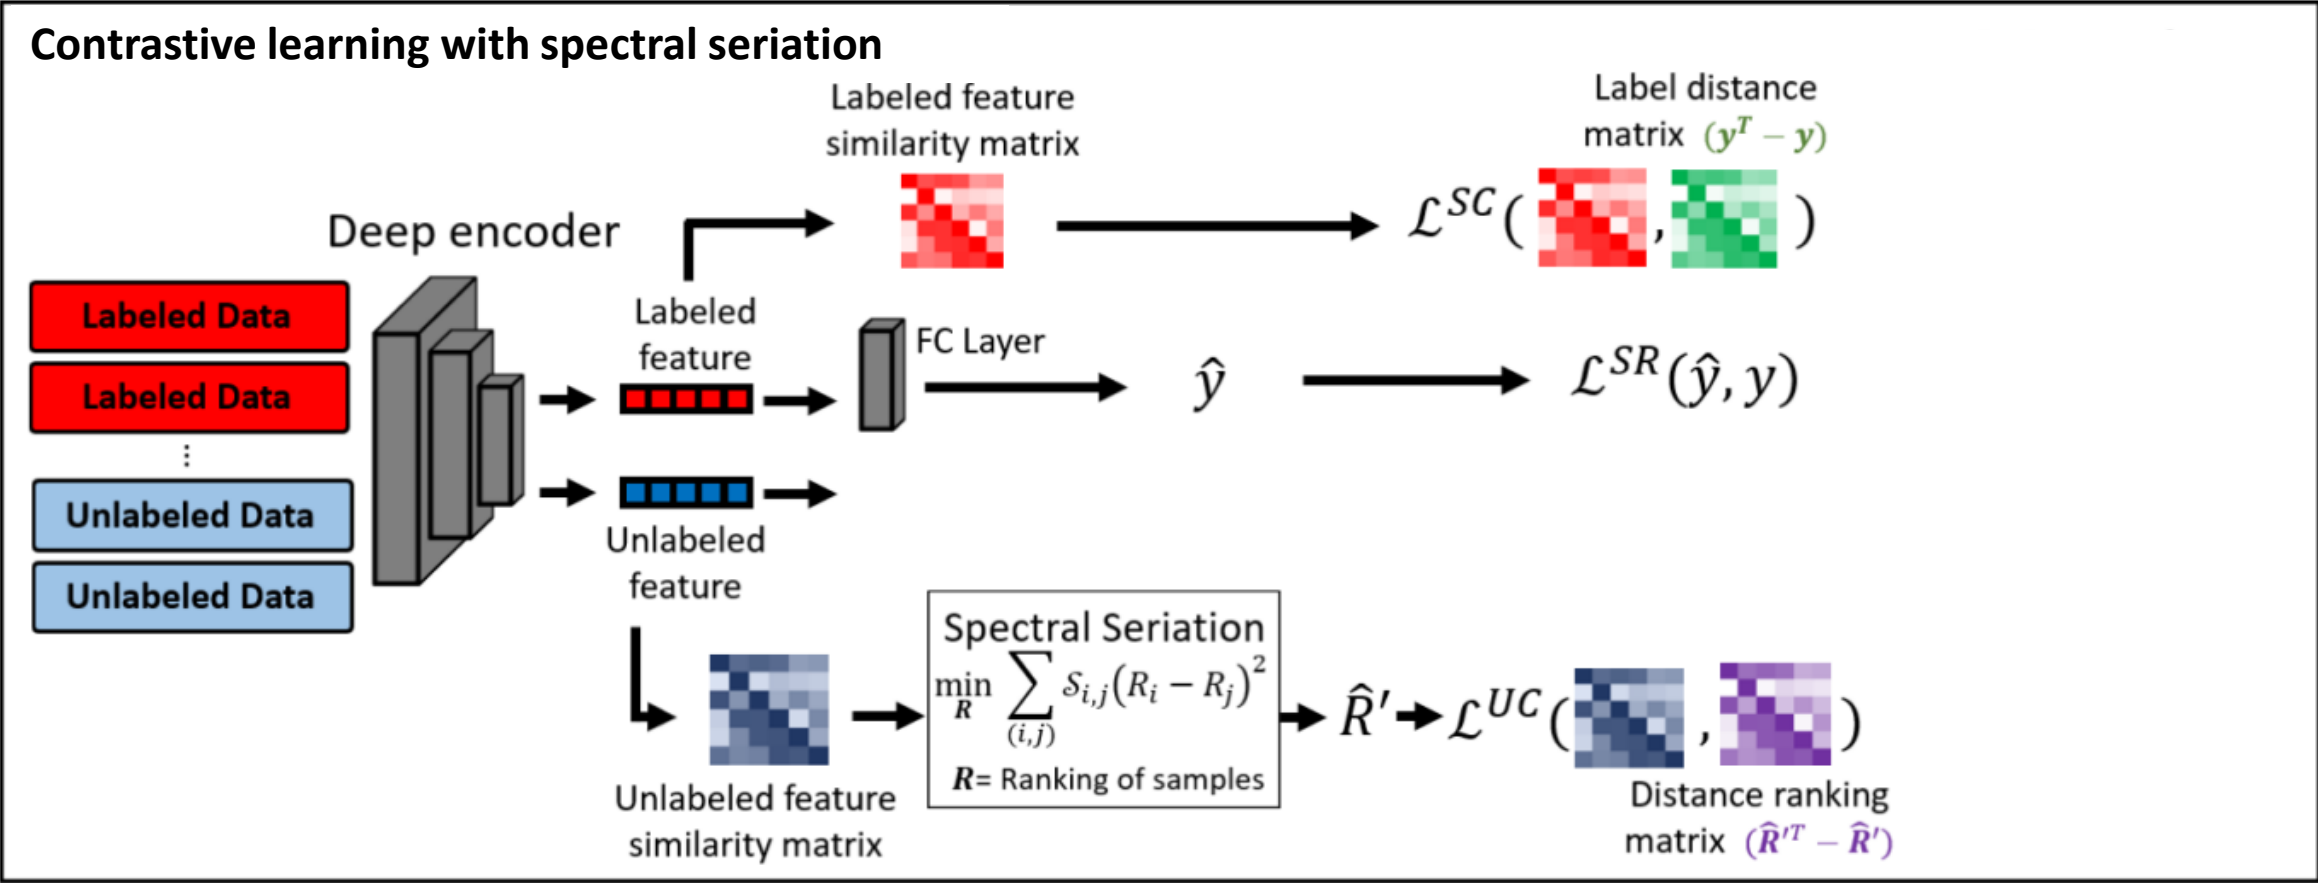 Contrastive learning with spectral seriation
Labeled feature
similarity matrix
Label distance
matrix (y^T − y)
ℒ^{SC}( , )
Deep encoder
Labeled Data
Labeled Data
⋮
Unlabeled Data
Unlabeled Data
Labeled
feature
FC Layer
ŷ
ℒ^{SR}(ŷ, y)
Unlabeled
feature
Unlabeled feature
similarity matrix
Spectral Seriation
min_R ∑_{(i,j)} S_{i,j}(R_i − R_j)^2
R= Ranking of samples
R̂′
ℒ^{UC}( , )
Distance ranking
matrix (R̂′^T − R̂′)